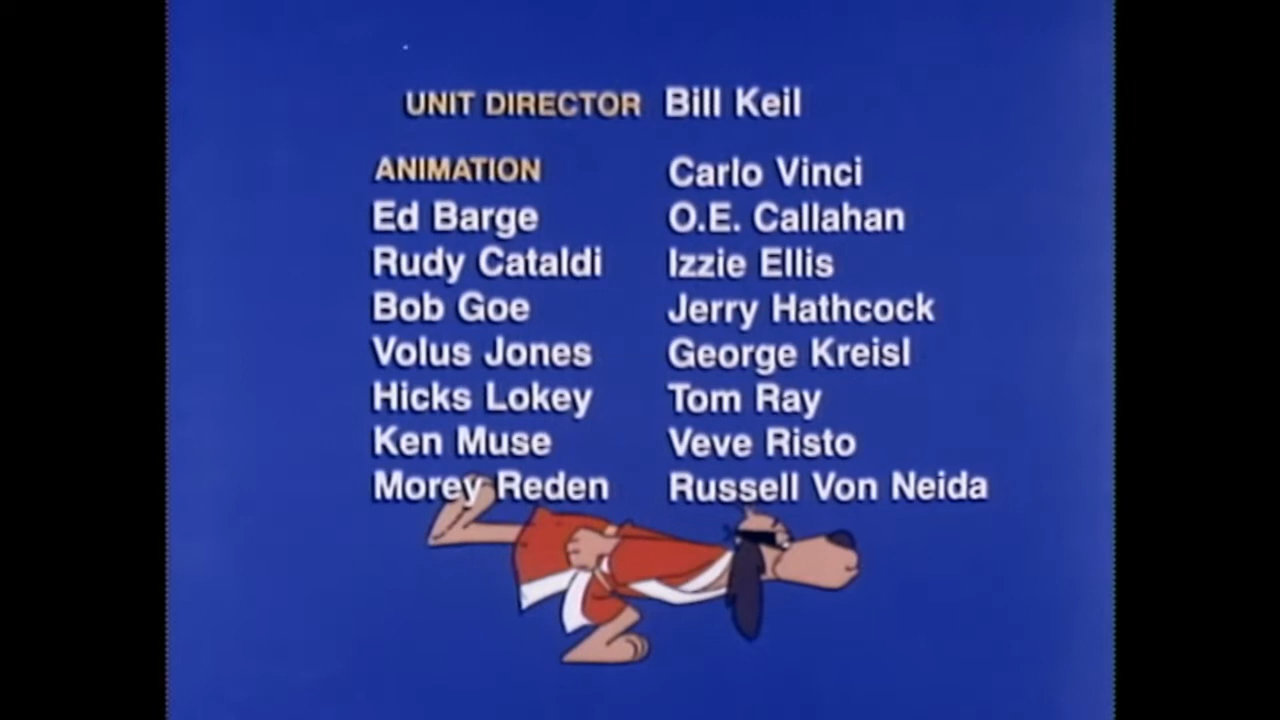 UNIT DIRECTOR Bill Keil
ANIMATION Carlo Vinci
Ed Barge O.E. Callahan
Rudy Cataldi Izzie Ellis
Bob Goe Jerry Hathcock
Volus Jones George Kreisl
Hicks Lokey Tom Ray
Ken Muse Veve Risto
Morey Reden Russell Von Neida